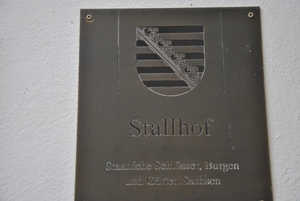 Stallhof
Staatliche Schlösser, Burgen
und Gärten Sachsen